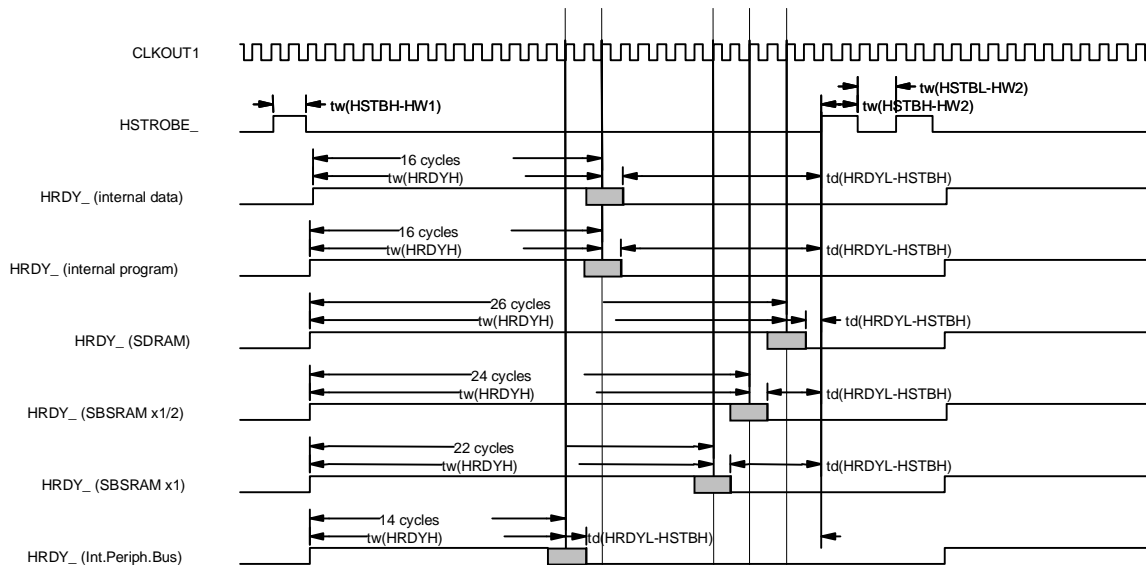 CLKOUT1
tw(HSTBL-HW2)
tw(HSTBH-HW1)
tw(HSTBH-HW2)
HSTROBE_
16 cycles
tw(HRDYH)
td(HRDYL-HSTBH)
HRDY_ (internal data)
16 cycles
tw(HRDYH)
td(HRDYL-HSTBH)
HRDY_ (internal program)
26 cycles
tw(HRDYH)
td(HRDYL-HSTBH)
HRDY_ (SDRAM)
24 cycles
tw(HRDYH)
td(HRDYL-HSTBH)
HRDY_ (SBSRAM x1/2)
22 cycles
tw(HRDYH)
td(HRDYL-HSTBH)
HRDY_ (SBSRAM x1)
14 cycles
tw(HRDYH)
td(HRDYL-HSTBH)
HRDY_ (Int.Periph.Bus)